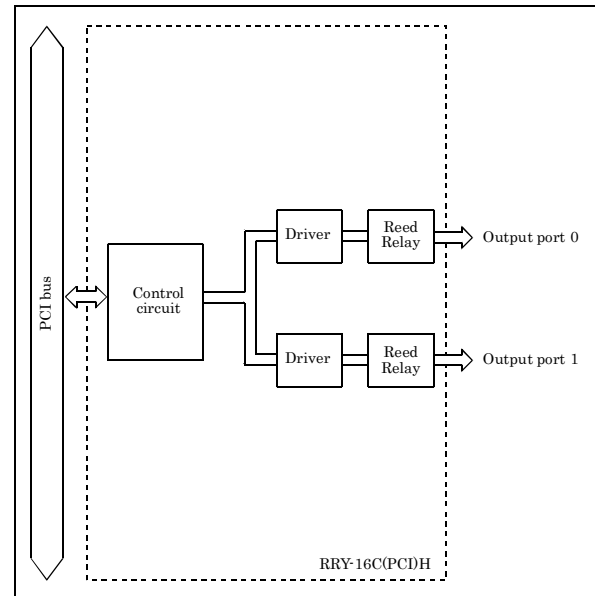 PCI bus
Control
circuit
Driver
Reed
Relay
Output port 0
Driver
Reed
Relay
Output port 1
RRY-16C(PCI)H